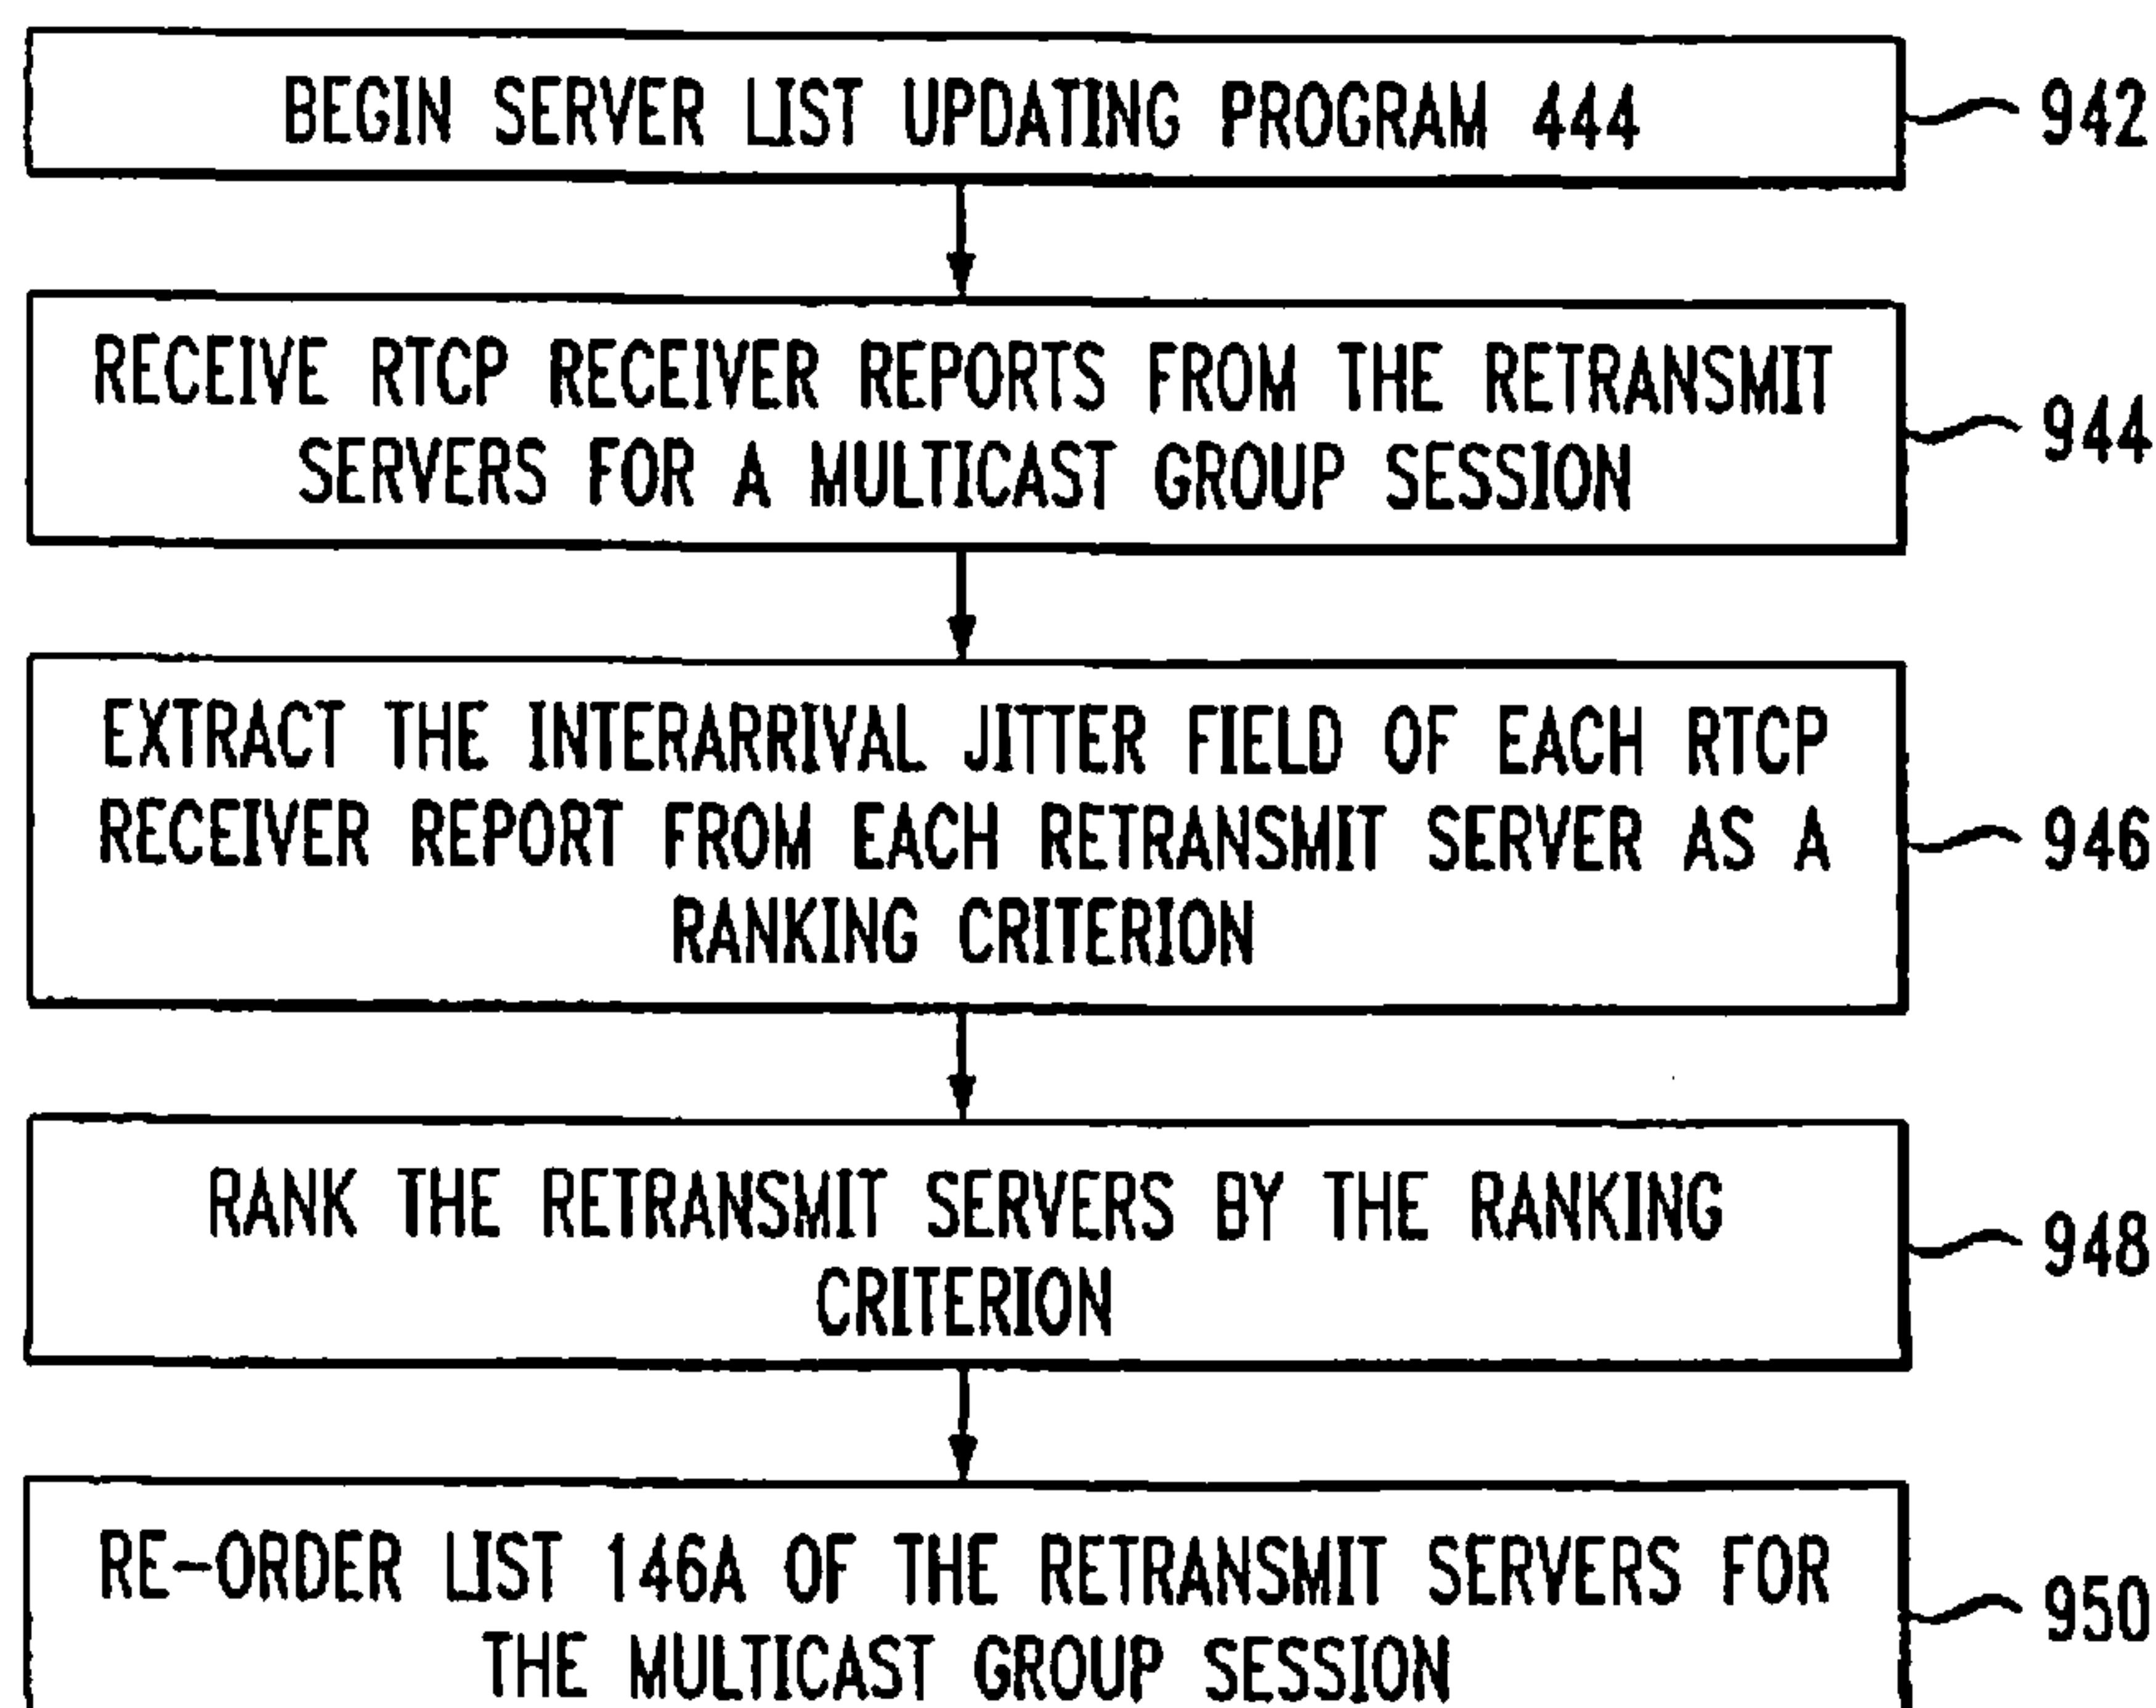 BEGIN SERVER LIST UPDATING PROGRAM 444
942
RECEIVE RTCP RECEIVER REPORTS FROM THE RETRANSMIT
SERVERS FOR A MULTICAST GROUP SESSION
944
EXTRACT THE INTERARRIVAL JITTER FIELD OF EACH RTCP
RECEIVER REPORT FROM EACH RETRANSMIT SERVER AS A
RANKING CRITERION
946
RANK THE RETRANSMIT SERVERS BY THE RANKING
CRITERION
948
RE-ORDER LIST 146A OF THE RETRANSMIT SERVERS FOR
THE MULTICAST GROUP SESSION
950